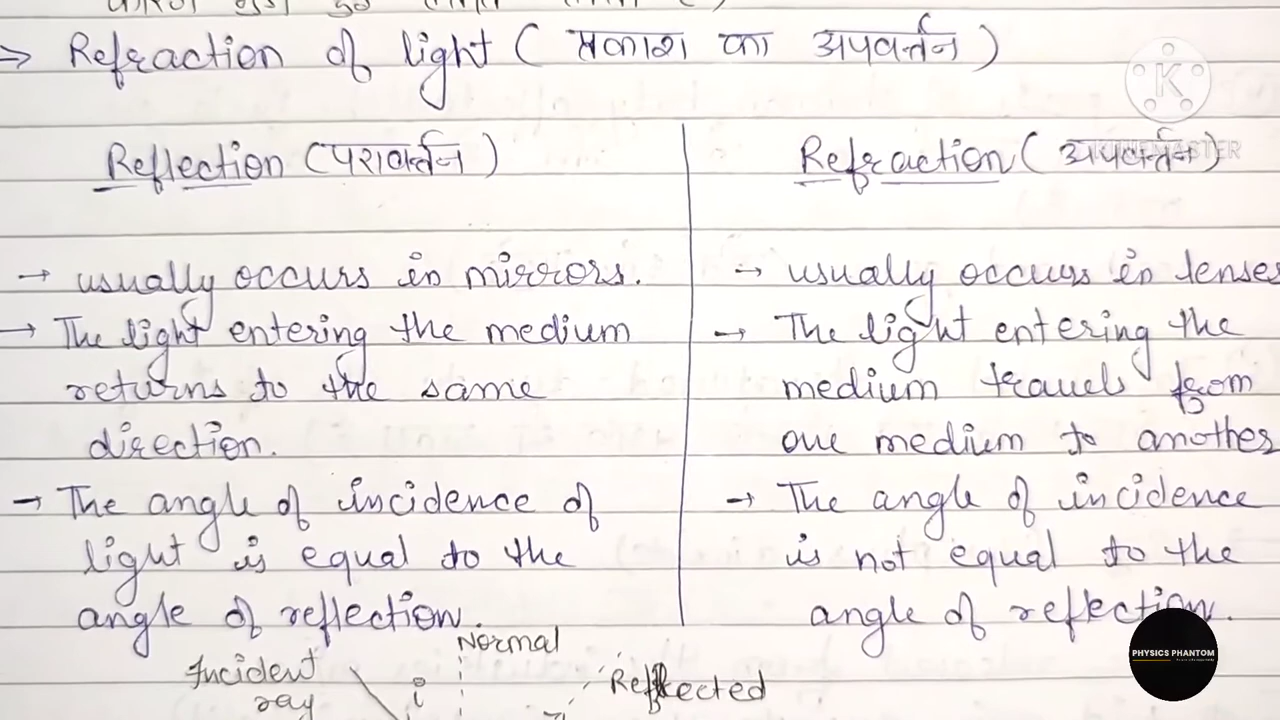 ⇒ Refraction of light ( प्रकाश का अपवर्त्तन )
Reflection (परावर्त्तन )
→ usually occurs in mirrors.
→ The light entering the medium
returns to the same
direction.
→ The angle of incidence of
light is equal to the
angle of reflection.
Refraction ( अपवर्त्तन )
→ usually occurs in lenses
→ The light entering the
medium travels from
one medium to another
→ The angle of incidence
is not equal to the
angle of reflection.
Normal
Incident
ray
i
Reflected
K
KINEMASTER
PHYSICS PHANTOM